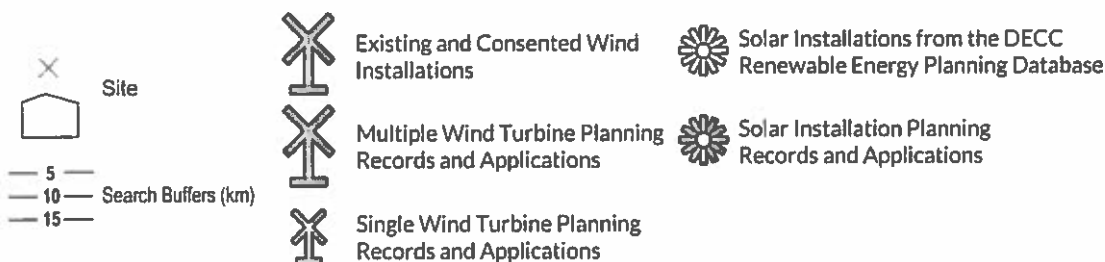 Site
5
10
15
Search Buffers (km)
Existing and Consented Wind
Installations
Multiple Wind Turbine Planning
Records and Applications
Single Wind Turbine Planning
Records and Applications
Solar Installations from the DECC
Renewable Energy Planning Database
Solar Installation Planning
Records and Applications